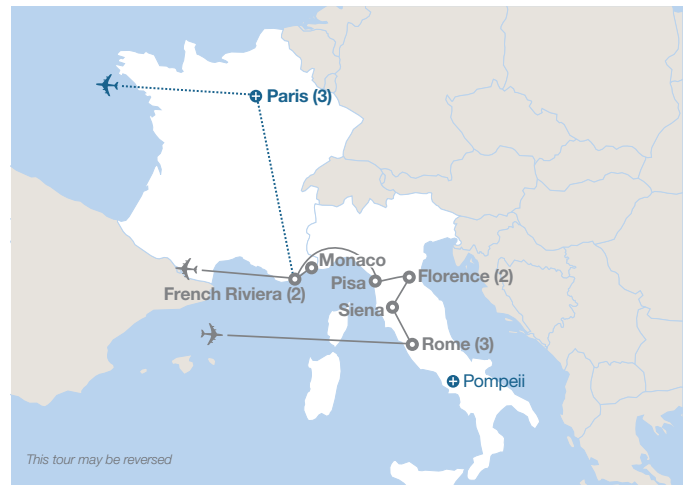 Paris (3)
Monaco
French Riviera (2)
Pisa
Florence (2)
Siena
Rome (3)
Pompeii
This tour may be reversed